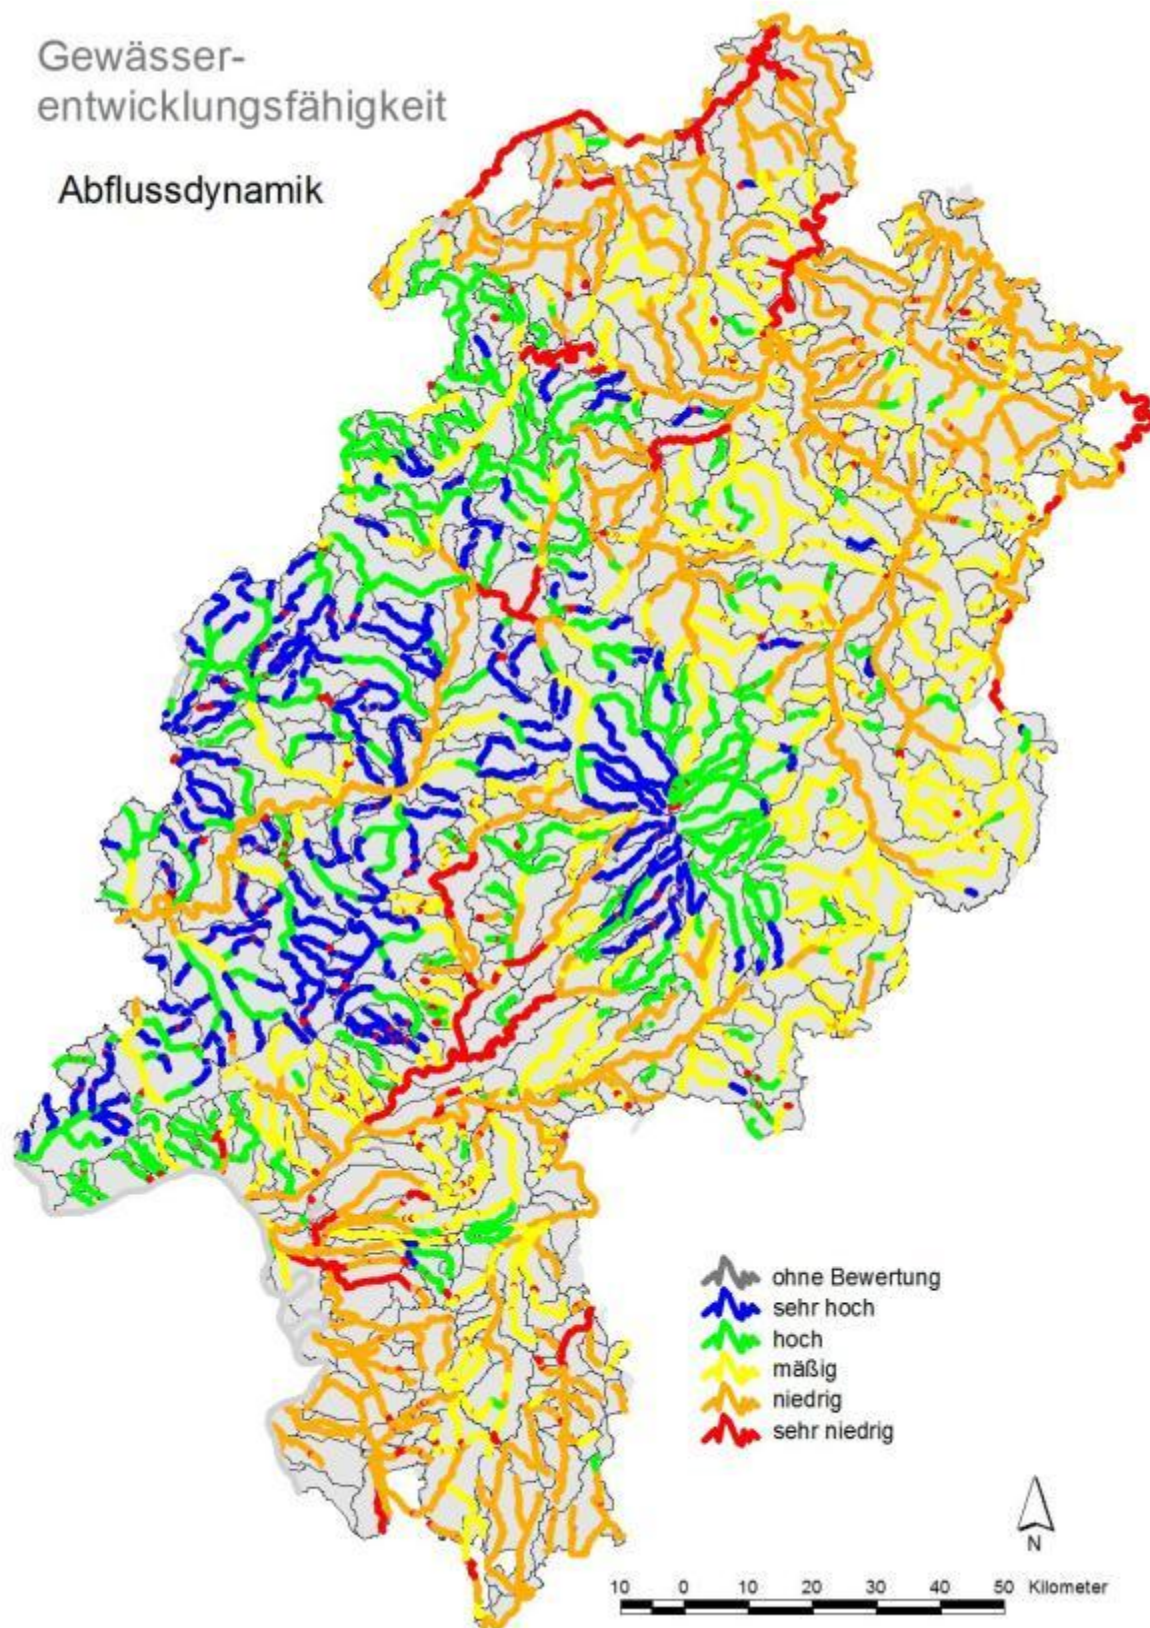 Gewässer-
entwicklungsfähigkeit
Abflussdynamik
ohne Bewertung
sehr hoch
hoch
mäßig
niedrig
sehr niedrig
N
10 0 10 20 30 40 50 Kilometer